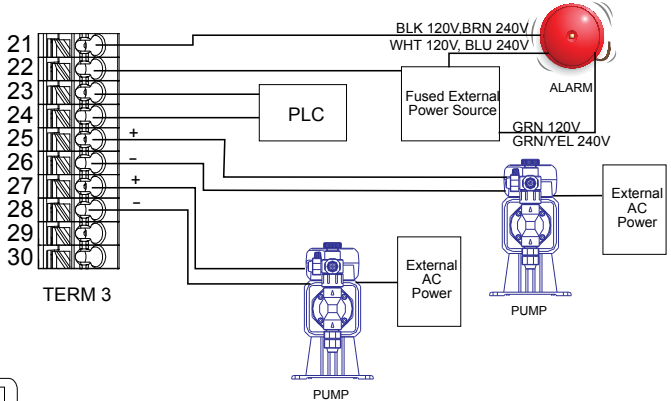 BLK 120V,BRN 240V
21
WHT 120V, BLU 240V
22
ALARM
23
Fused External
Power Source
PLC
24
GRN 120V
GRN/YEL 240V
25
+
26
–
27
+
External
AC
Power
28
–
29
30
External
AC
Power
TERM 3
PUMP
PUMP